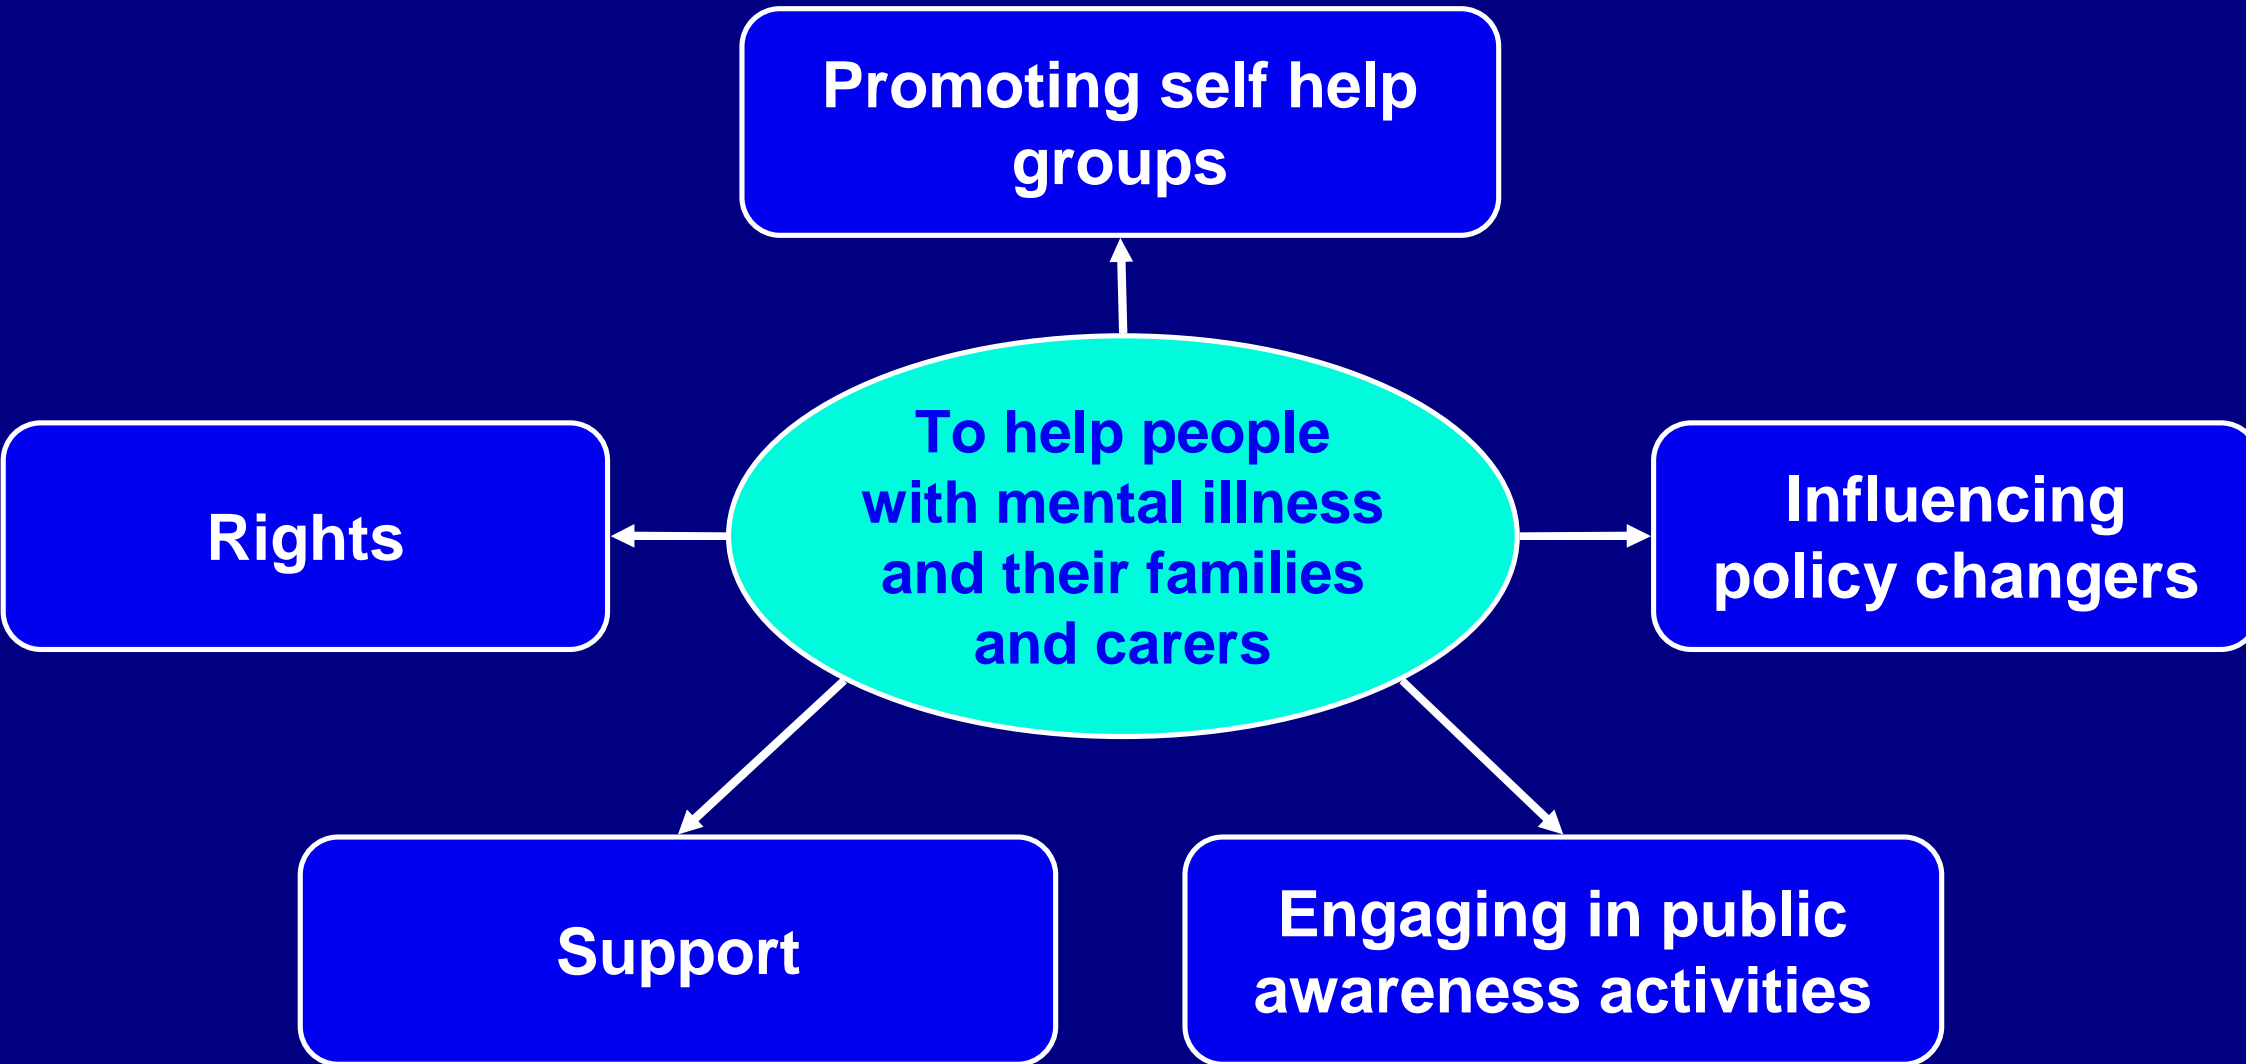 Promoting self help
groups
To help people
with mental illness
and their families
and carers
Rights
Influencing
policy changers
Support
Engaging in public
awareness activities